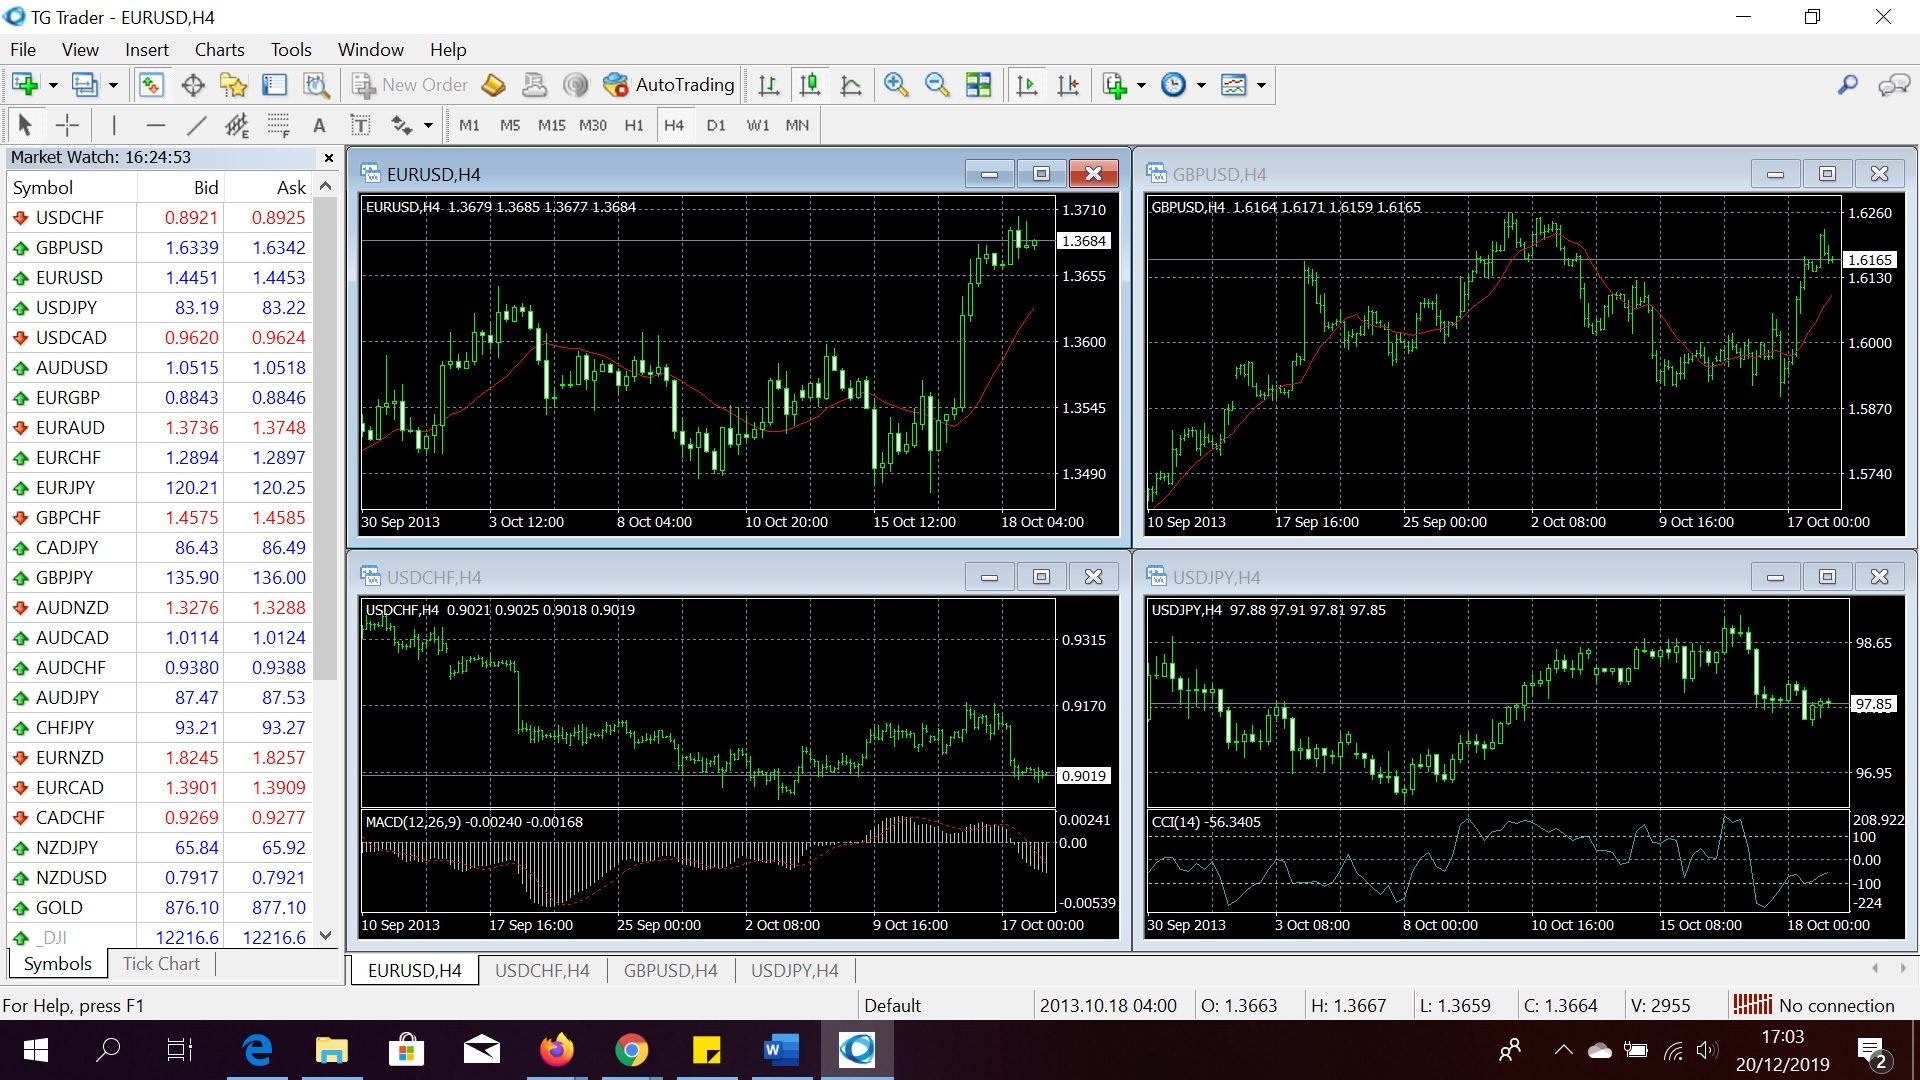 TG Trader - EURUSD,H4
File View Insert Charts Tools Window Help
New Order AutoTrading
A T M1 M5 M15 M30 H1 H4 D1 W1 MN
Market Watch: 16:24:53
Symbol Bid Ask
USDCHF 0.8921 0.8925
GBPUSD 1.6339 1.6342
EURUSD 1.4451 1.4453
USDJPY 83.19 83.22
USDCAD 0.9620 0.9624
AUDUSD 1.0515 1.0518
EURGBP 0.8843 0.8846
EURAUD 1.3736 1.3748
EURCHF 1.2894 1.2897
EURJPY 120.21 120.25
GBPCHF 1.4575 1.4585
CADJPY 86.43 86.49
GBPJPY 135.90 136.00
AUDNZD 1.3276 1.3288
AUDCAD 1.0114 1.0124
AUDCHF 0.9380 0.9388
AUDJPY 87.47 87.53
CHFJPY 93.21 93.27
EURNZD 1.8245 1.8257
EURCAD 1.3901 1.3909
CADCHF 0.9269 0.9277
NZDJPY 65.84 65.92
NZDUSD 0.7917 0.7921
GOLD 876.10 877.10
_DJI 12216.6 12216.6
Symbols Tick Chart
EURUSD,H4
EURUSD,H4 1.3679 1.3685 1.3677 1.3684
1.3710
1.3684
1.3655
1.3600
1.3545
1.3490
30 Sep 2013 3 Oct 12:00 8 Oct 04:00 10 Oct 20:00 15 Oct 12:00 18 Oct 04:00
GBPUSD,H4
GBPUSD,H4 1.6164 1.6171 1.6159 1.6165
1.6260
1.6165
1.6130
1.6000
1.5870
1.5740
10 Sep 2013 17 Sep 16:00 25 Sep 00:00 2 Oct 08:00 9 Oct 16:00 17 Oct 00:00
USDCHF,H4
USDCHF,H4 0.9021 0.9025 0.9018 0.9019
0.9315
0.9170
0.9019
MACD(12,26,9) -0.00240 -0.00168
0.00241
0.00
-0.00539
10 Sep 2013 17 Sep 16:00 25 Sep 00:00 2 Oct 08:00 9 Oct 16:00 17 Oct 00:00
USDJPY,H4
USDJPY,H4 97.88 97.91 97.81 97.85
98.65
97.85
96.95
CCI(14) -56.3405
208.922
100
0.00
-100
-224
30 Sep 2013 3 Oct 08:00 8 Oct 00:00 10 Oct 16:00 15 Oct 08:00 18 Oct 00:00
EURUSD,H4 USDCHF,H4 GBPUSD,H4 USDJPY,H4
For Help, press F1 Default 2013.10.18 04:00 O: 1.3663 H: 1.3667 L: 1.3659 C: 1.3664 V: 2955 No connection
17:03
20/12/2019
2